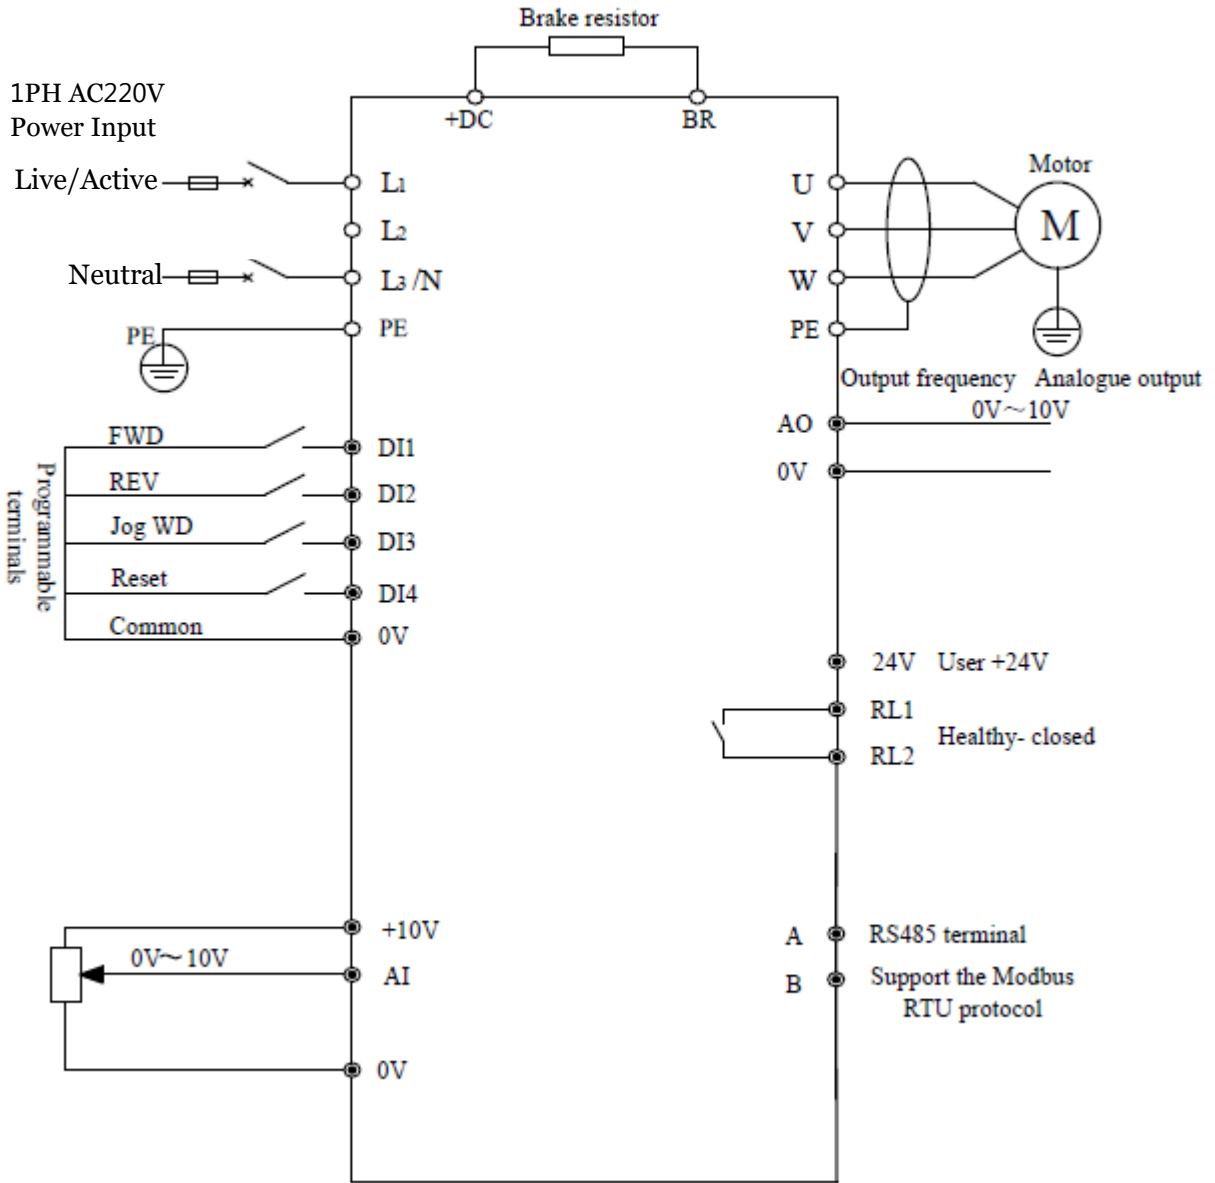 Brake resistor
1PH AC220V
Power Input
+DC
BR
Live/Active
L1
L2
Neutral
L3 /N
PE
PE
U
V
W
PE
Motor
M
Output frequency Analogue output
0V～10V
AO
0V
FWD
DI1
REV
DI2
Jog WD
DI3
Reset
DI4
Common
0V
Programmable
terminals
24V User +24V
RL1
Healthy- closed
RL2
+10V
0V～10V
AI
0V
A
RS485 terminal
B
Support the Modbus
RTU protocol